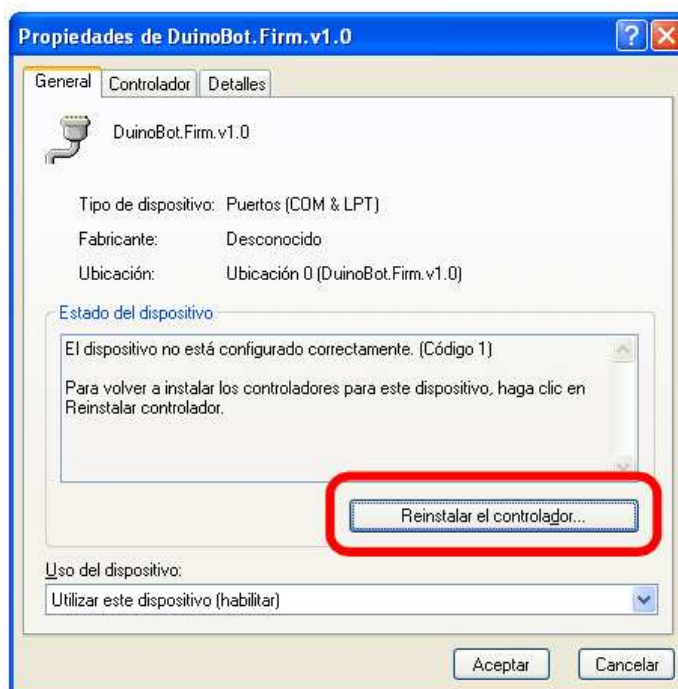 Propiedades de DuinoBot.Firm.v1.0
General Controlador Detalles
DuinoBot.Firm.v1.0
Tipo de dispositivo: Puertos (COM & LPT)
Fabricante: Desconocido
Ubicación: Ubicación 0 (DuinoBot.Firm.v1.0)
Estado del dispositivo
El dispositivo no está configurado correctamente. (Código 1)
Para volver a instalar los controladores para este dispositivo, haga clic en
Reinstalar controlador.
Reinstalar el controlador...
Uso del dispositivo:
Utilizar este dispositivo (habilitar)
Aceptar Cancelar